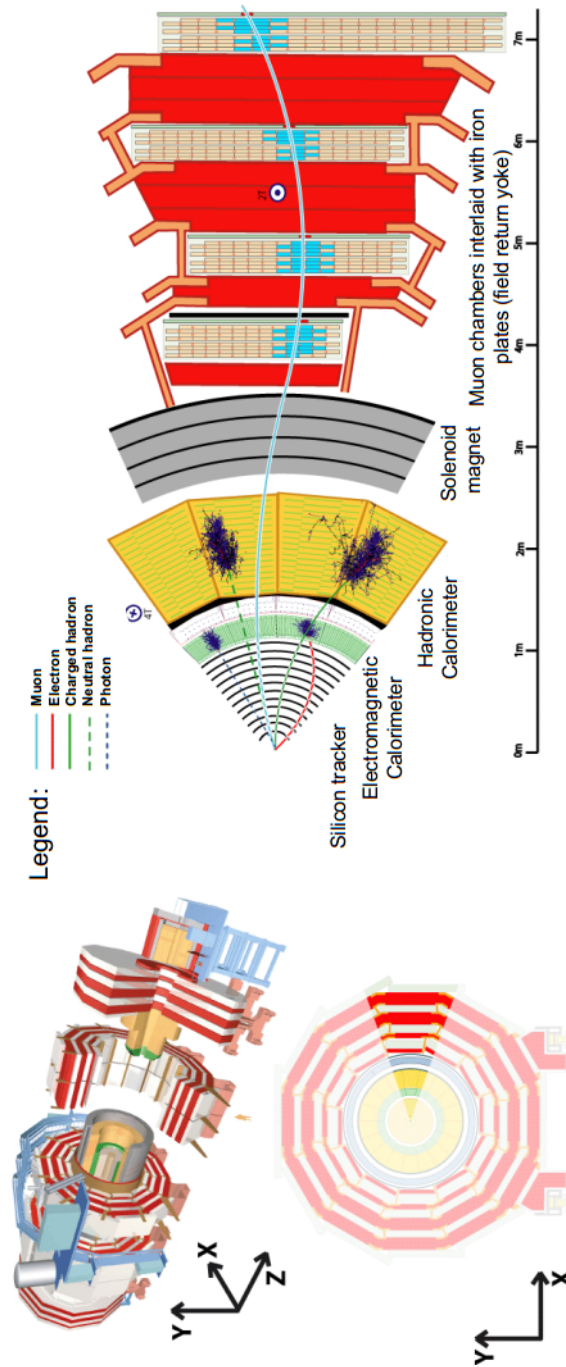 Legend:
Muon
Electron
Charged hadron
Neutral hadron
Photon
4T
2T
Silicon tracker
Electromagnetic
Calorimeter
Hadronic
Calorimeter
Solenoid
magnet
Muon chambers interlaid with iron
plates (field return yoke)
0m
1m
2m
3m
4m
5m
6m
7m
Y
X
Z
Y
X